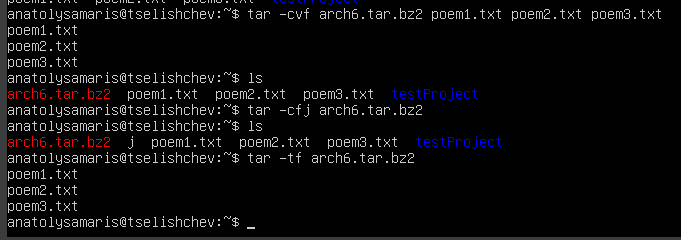 anatolysamaris@tselishchev:~$ tar -cvf arch6.tar.bz2 poem1.txt poem2.txt poem3.txt
poem1.txt
poem2.txt
poem3.txt
anatolysamaris@tselishchev:~$ ls
arch6.tar.bz2 poem1.txt poem2.txt poem3.txt testProject
anatolysamaris@tselishchev:~$ tar -cfj arch6.tar.bz2
anatolysamaris@tselishchev:~$ ls
arch6.tar.bz2 j poem1.txt poem2.txt poem3.txt testProject
anatolysamaris@tselishchev:~$ tar -tf arch6.tar.bz2
poem1.txt
poem2.txt
poem3.txt
anatolysamaris@tselishchev:~$ _